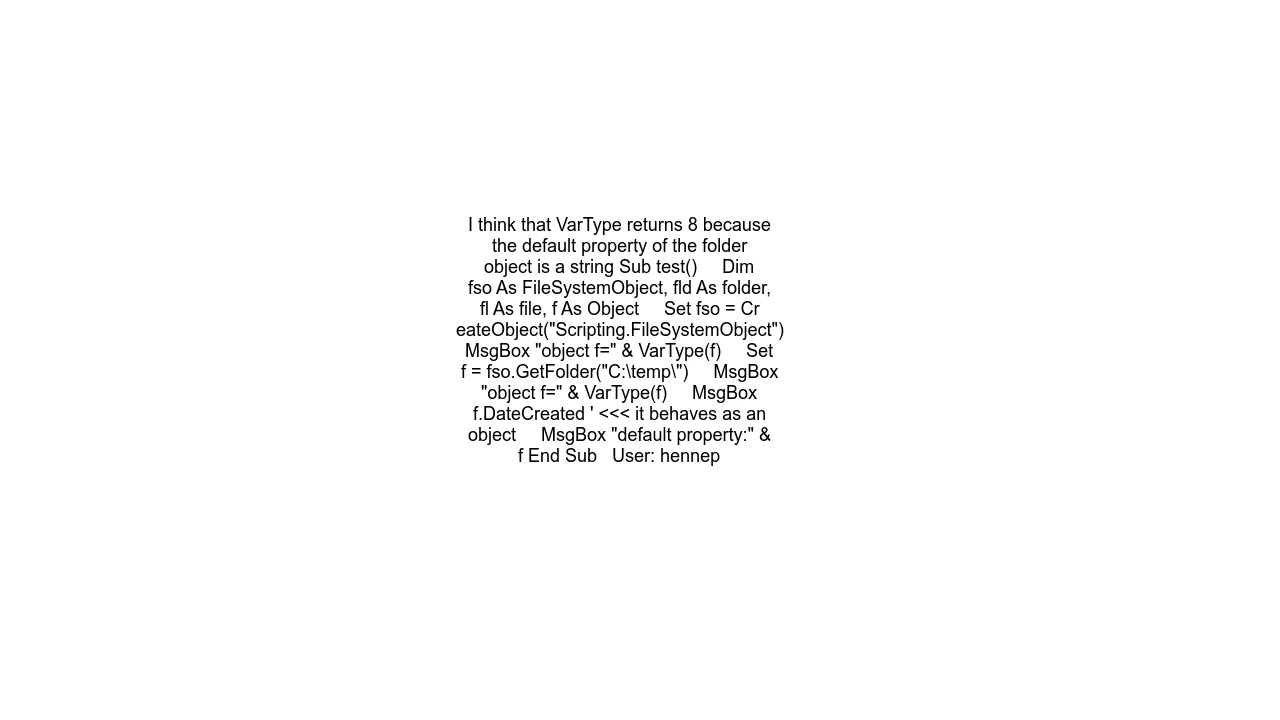 I think that VarType returns 8 because
the default property of the folder
object is a string Sub test()     Dim
fso As FileSystemObject, fld As folder,
fl As file, f As Object     Set fso = Cr
eateObject("Scripting.FileSystemObject")
MsgBox "object f=" & VarType(f)     Set
f = fso.GetFolder("C:\temp\")     MsgBox
"object f=" & VarType(f)     MsgBox
f.DateCreated ' <<< it behaves as an
object     MsgBox "default property:" &
f End Sub   User: hennep